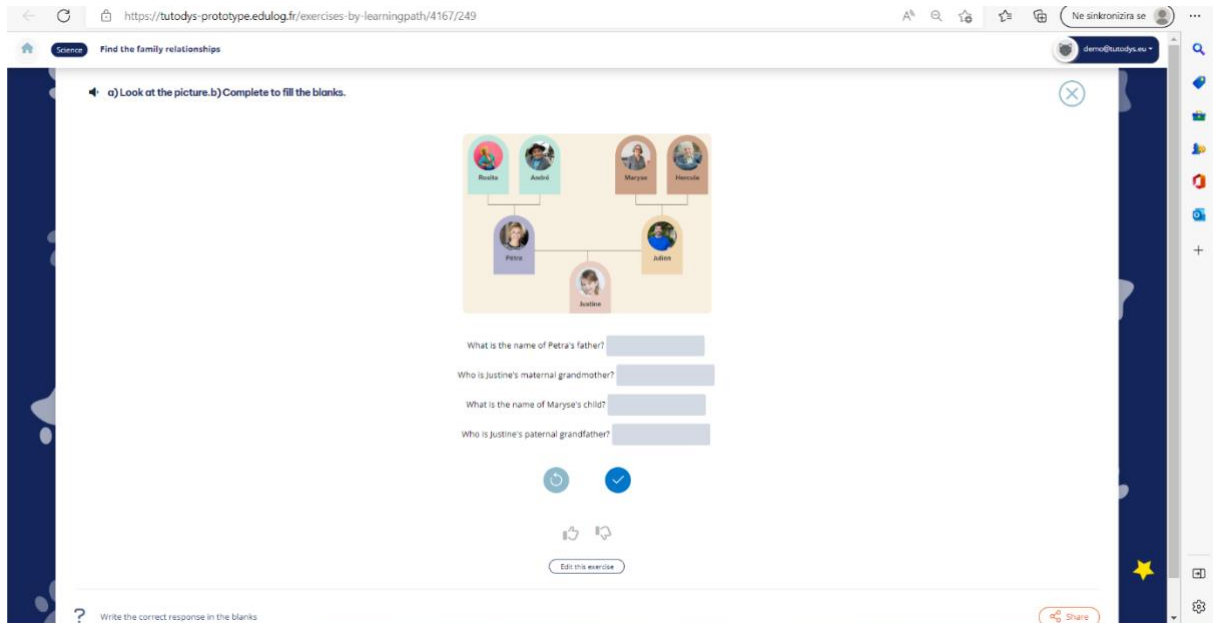 https://tutodys-prototype.edulog.fr/exercises-by-learningpath/4167/249
Ne sinkronizira se
Science
Find the family relationships
demo@tutodys.eu
a) Look at the picture.b) Complete to fill the blanks.
Rosita André Maryse Hercule
Petra Julien
Justine
What is the name of Petra's father?
Who is Justine's maternal grandmother?
What is the name of Maryse's child?
Who is Justine's paternal grandfather?
Edit this exercise
? Write the correct response in the blanks
Share